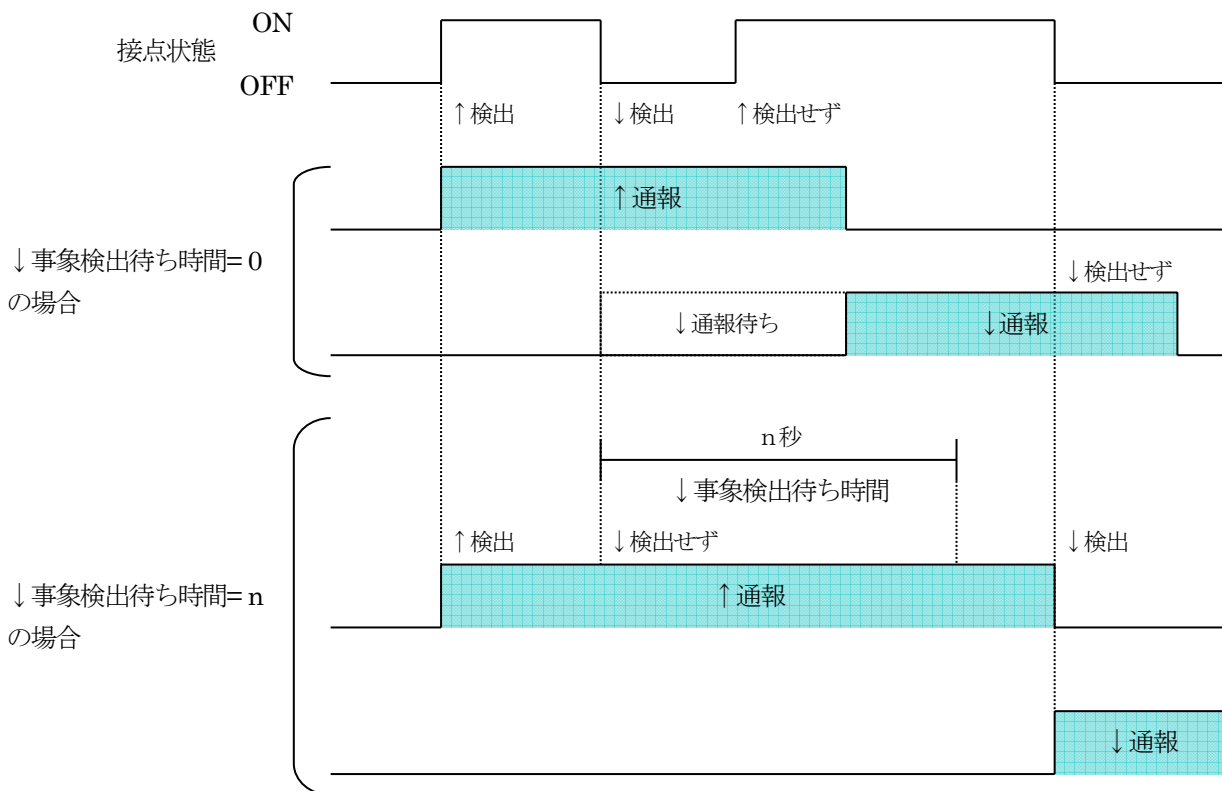 ON
接点状態
OFF
↑検出
↓検出
↑検出せず
↑通報
↓事象検出待ち時間=0
の場合
↓検出せず
↓通報待ち
↓通報
n秒
↓事象検出待ち時間
↑検出
↓検出せず
↓検出
↓事象検出待ち時間=n
の場合
↑通報
↓通報